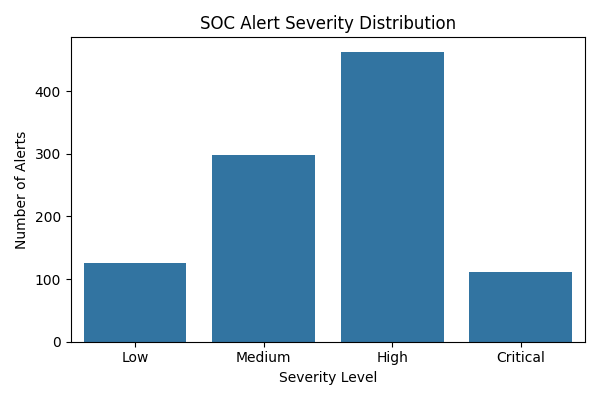 SOC Alert Severity Distribution
Number of Alerts
400
300
200
100
0
Low Medium High Critical
Severity Level